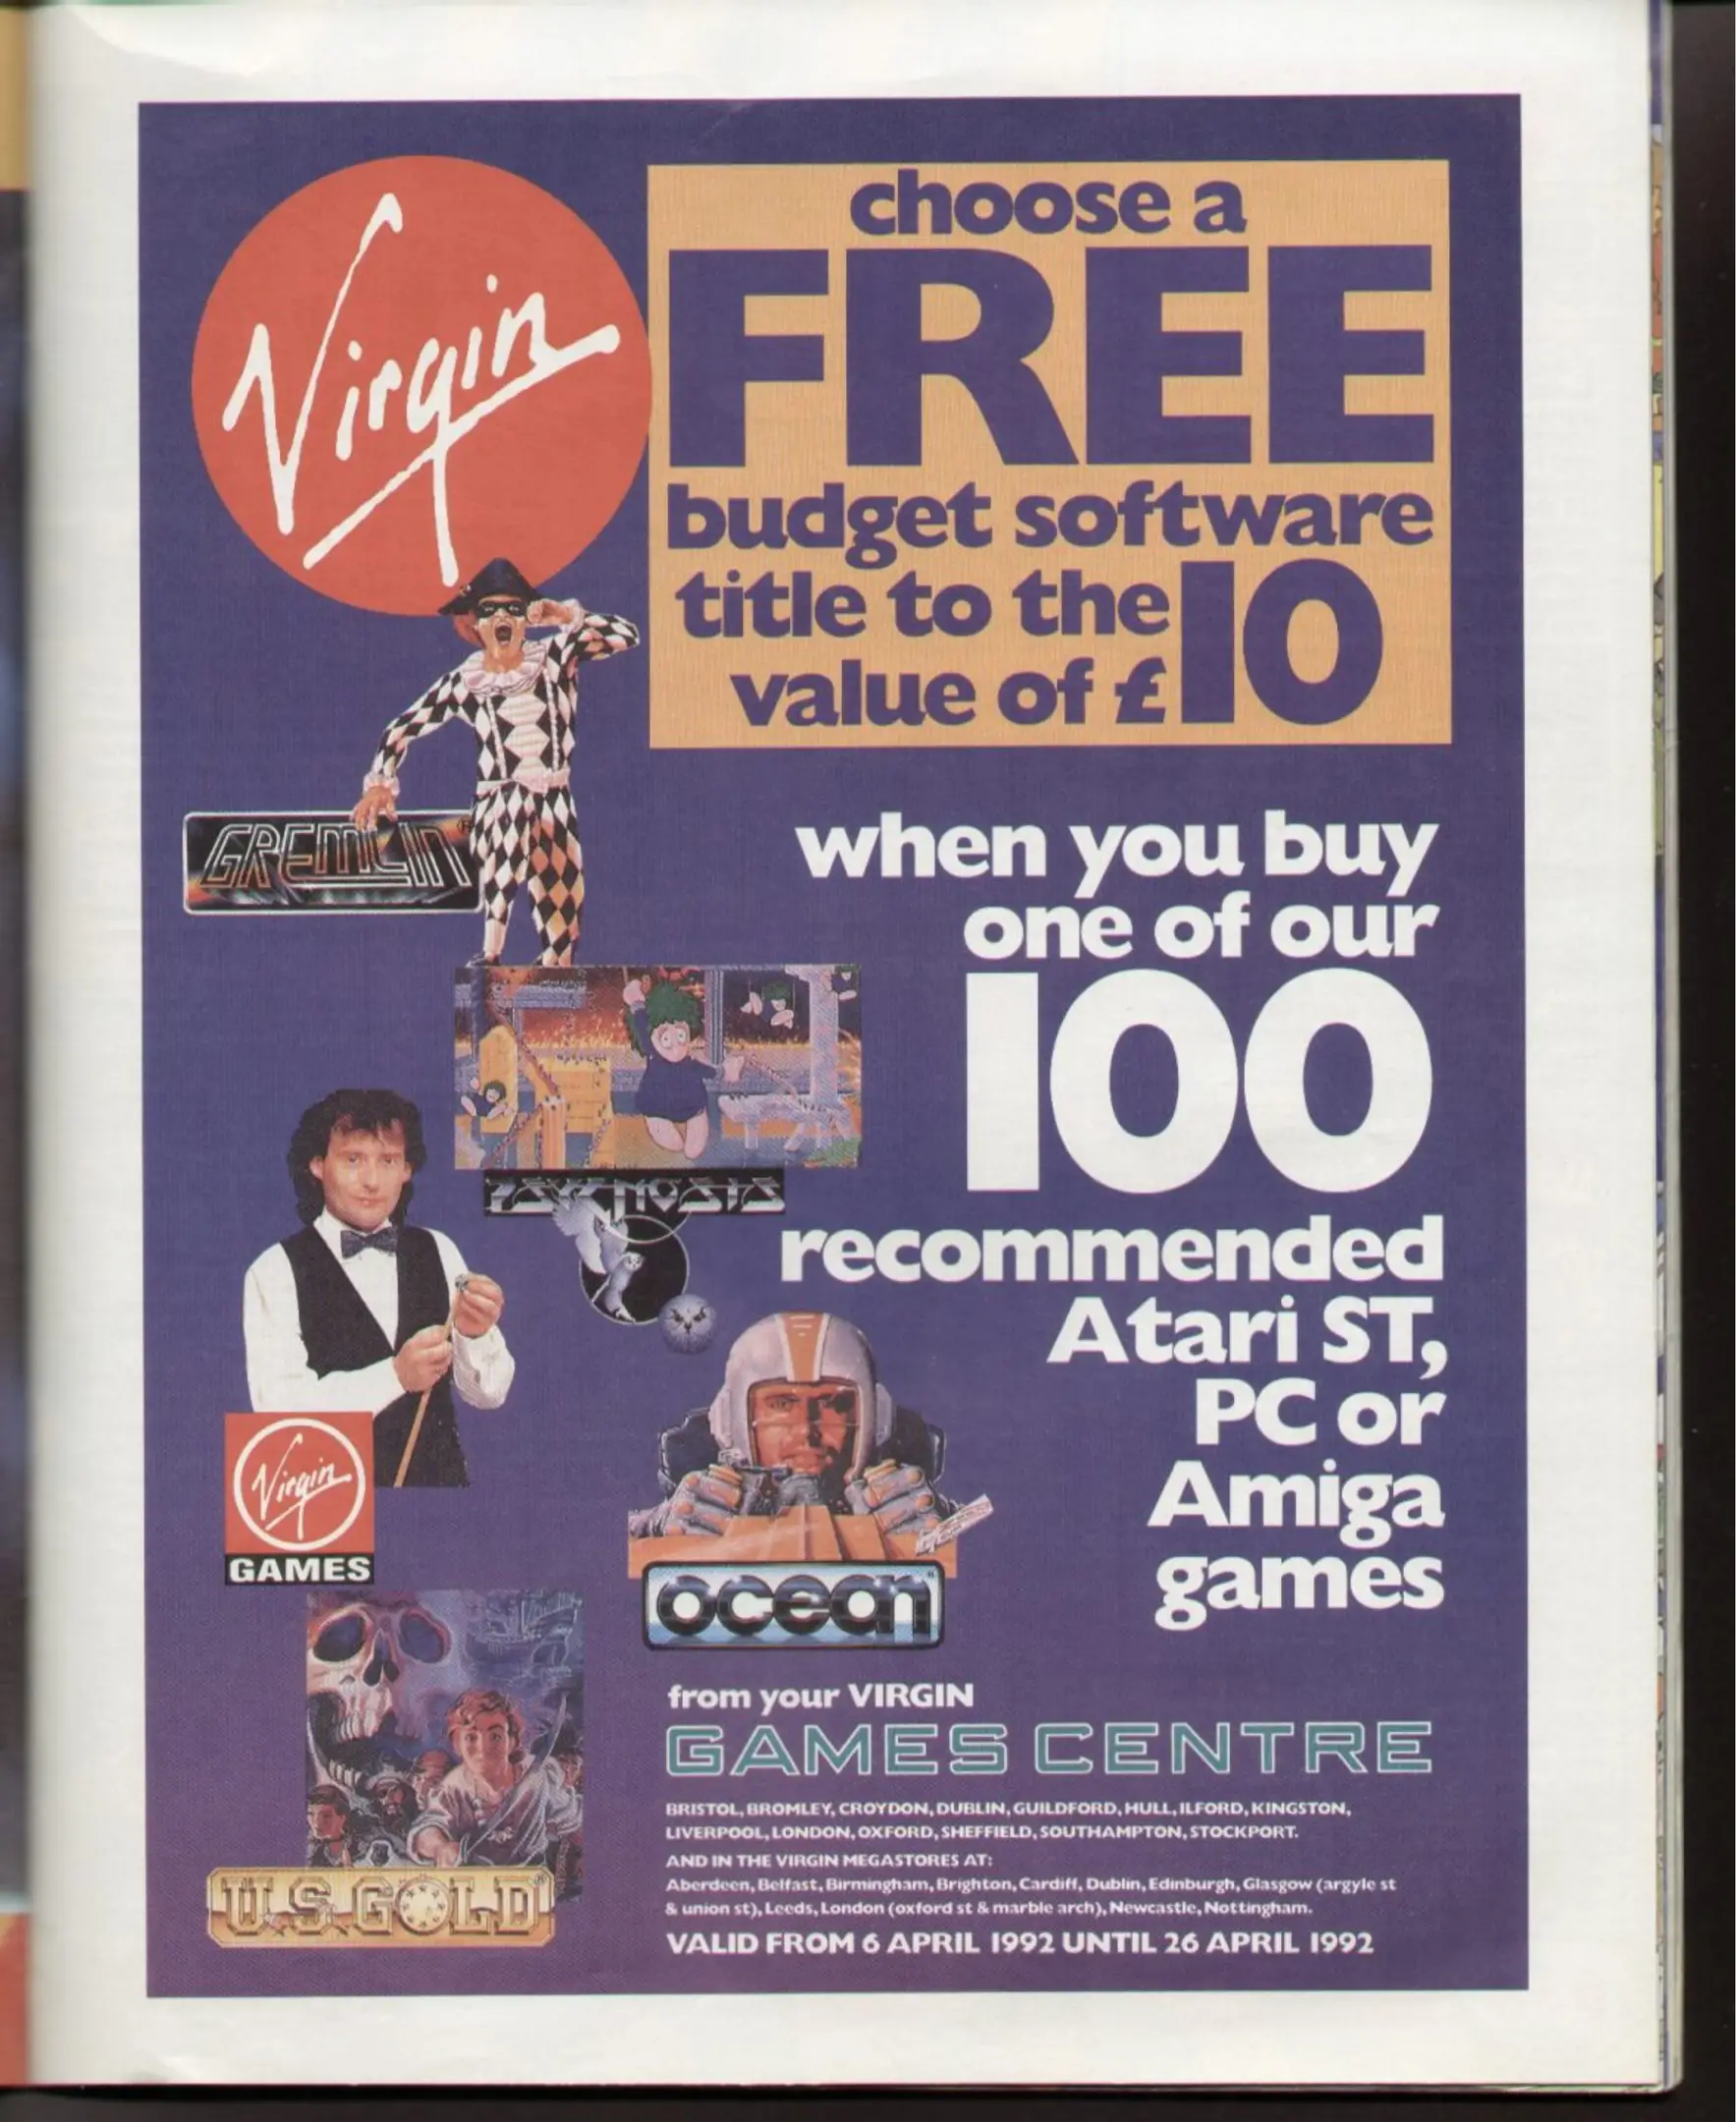 Virgin
choose a
FREE
budget software
title to the
value of £10
GREMLIN®
when you buy
one of our
100
recommended
Atari ST,
PC or
Amiga
games
PSYGNOSIS
Virgin
GAMES
ocean
U.S. GOLD®
from your VIRGIN
GAMES CENTRE
BRISTOL, BROMLEY, CROYDON, DUBLIN, GUILDFORD, HULL, ILFORD, KINGSTON,
LIVERPOOL, LONDON, OXFORD, SHEFFIELD, SOUTHAMPTON, STOCKPORT.
AND IN THE VIRGIN MEGASTORES AT:
Aberdeen, Belfast, Birmingham, Brighton, Cardiff, Dublin, Edinburgh, Glasgow (argyle st
& union st), Leeds, London (oxford st & marble arch), Newcastle, Nottingham.
VALID FROM 6 APRIL 1992 UNTIL 26 APRIL 1992